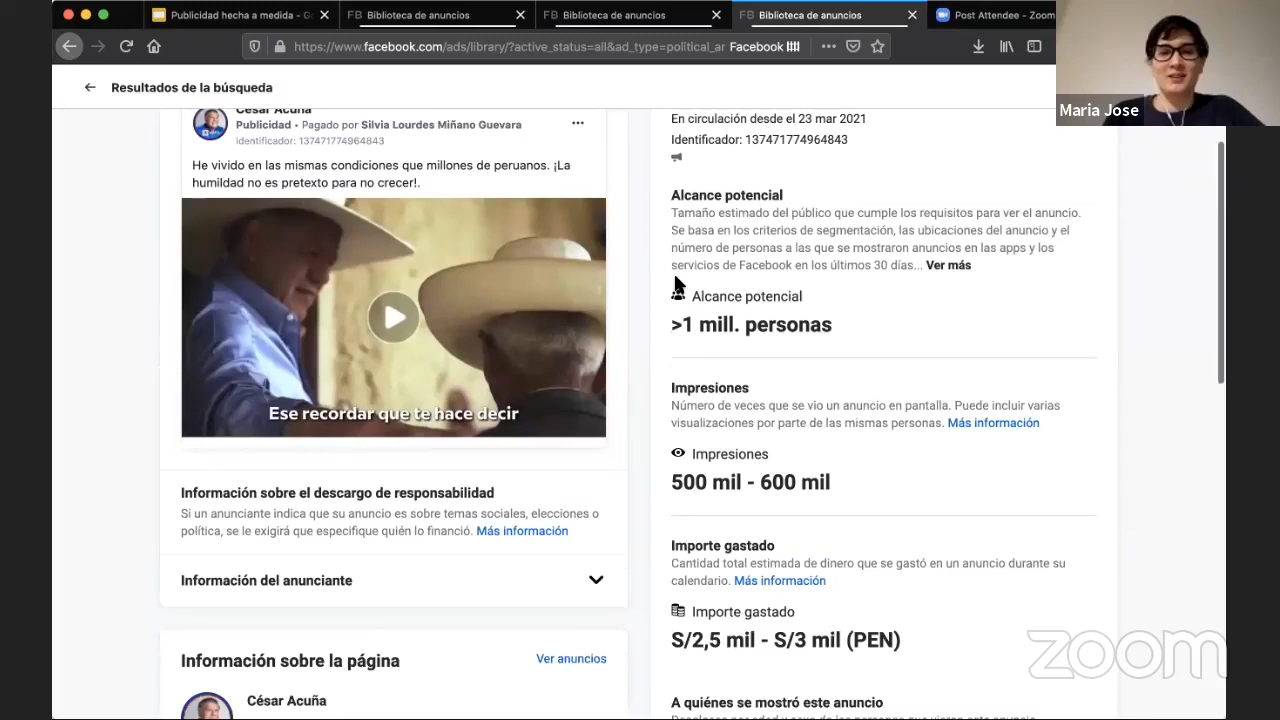 Publicidad hecha a medida - G
FB Biblioteca de anuncios
FB Biblioteca de anuncios
FB Biblioteca de anuncios
Post Attendee - Zoom
https://www.facebook.com/ads/library/?active_status=all&ad_type=political_ar
Facebook
Maria Jose
Resultados de la búsqueda
César Acuña
Publicidad • Pagado por Silvia Lourdes Miñano Guevara
Identificador: 137471774964843
He vivido en las mismas condiciones que millones de peruanos. ¡La
humildad no es pretexto para no crecer!.
Ese recordar que te hace decir
Información sobre el descargo de responsabilidad
Si un anunciante indica que su anuncio es sobre temas sociales, elecciones o
política, se le exigirá que especifique quién lo financió. Más información
Información del anunciante
Información sobre la página
Ver anuncios
César Acuña
En circulación desde el 23 mar 2021
Identificador: 137471774964843
Alcance potencial
Tamaño estimado del público que cumple los requisitos para ver el anuncio.
Se basa en los criterios de segmentación, las ubicaciones del anuncio y el
número de personas a las que se mostraron anuncios en las apps y los
servicios de Facebook en los últimos 30 días... Ver más
Alcance potencial
>1 mill. personas
Impresiones
Número de veces que se vio un anuncio en pantalla. Puede incluir varias
visualizaciones por parte de las mismas personas. Más información
Impresiones
500 mil - 600 mil
Importe gastado
Cantidad total estimada de dinero que se gastó en un anuncio durante su
calendario. Más información
Importe gastado
S/2,5 mil - S/3 mil (PEN)
A quiénes se mostró este anuncio
zoom